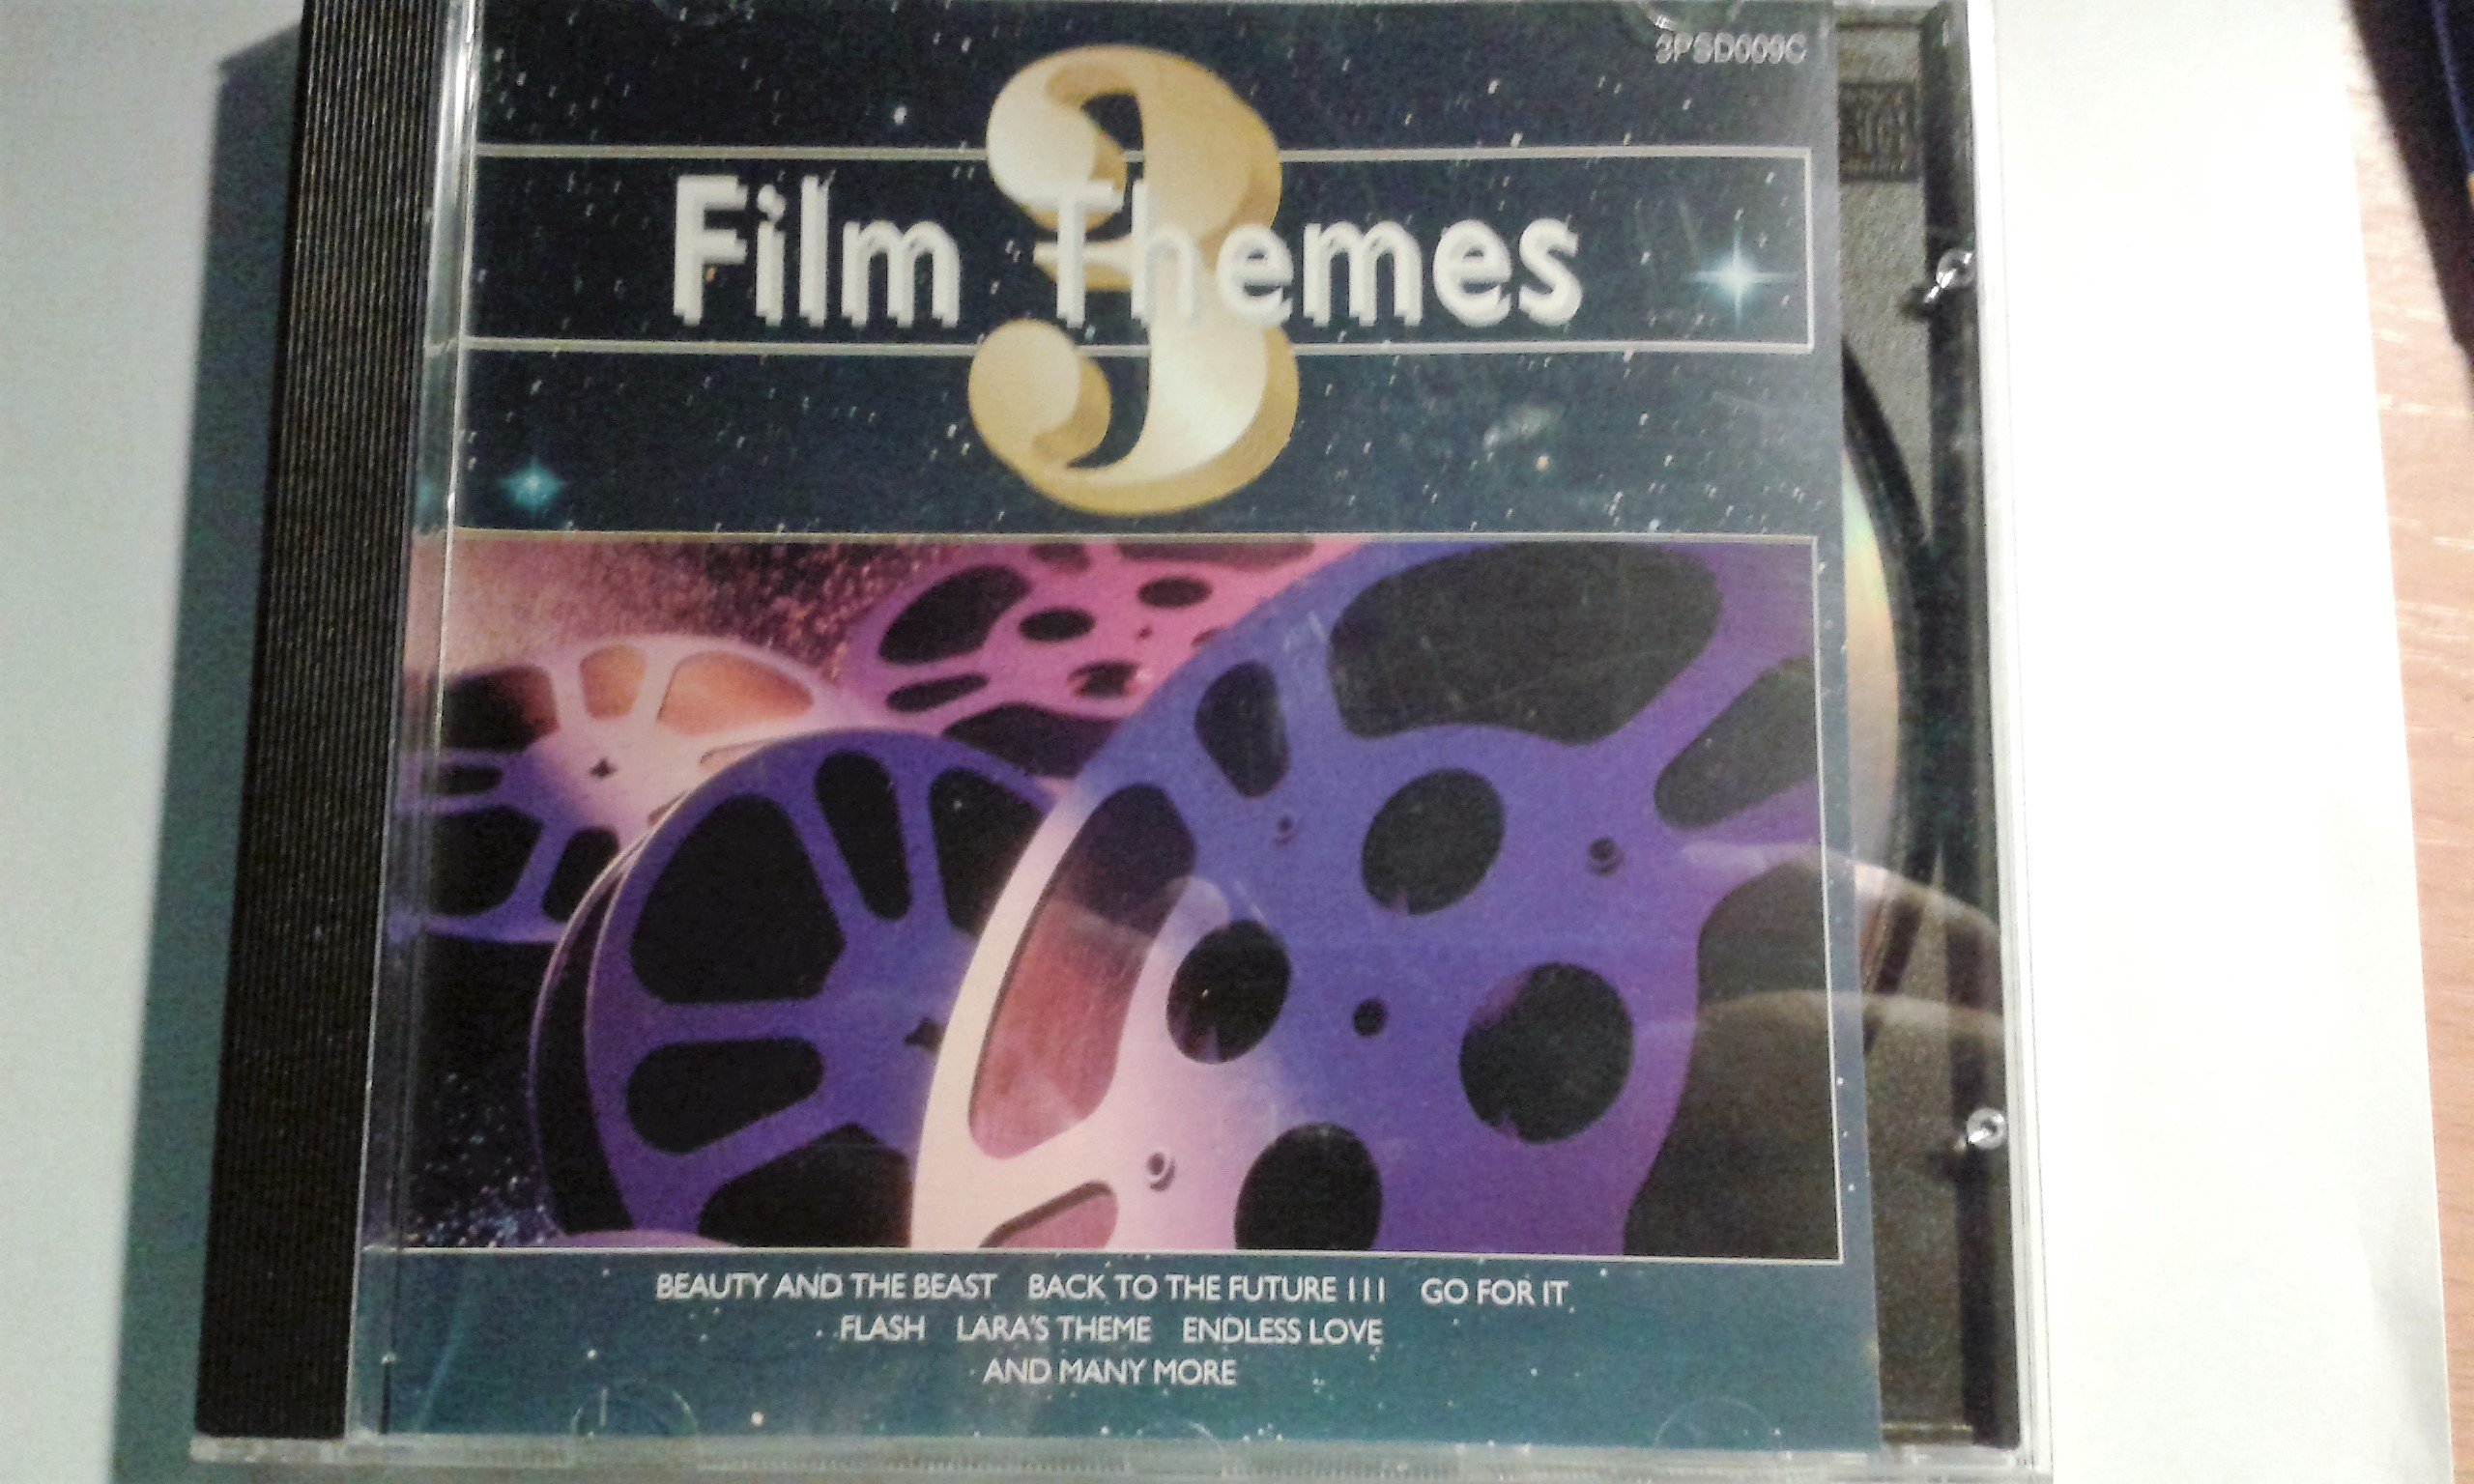 3PSD009C
3
Film Themes
BEAUTY AND THE BEAST BACK TO THE FUTURE III GO FOR IT
FLASH LARA'S THEME ENDLESS LOVE
AND MANY MORE